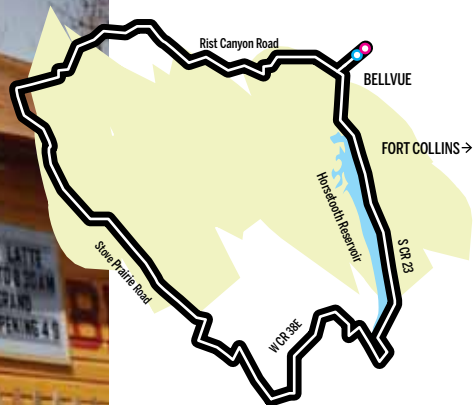 Rist Canyon Road
BELLVUE
FORT COLLINS →
Horsetooth Reservoir
S CR 23
Stove Prairie Road
W CR 38E
LATTE
GRAND